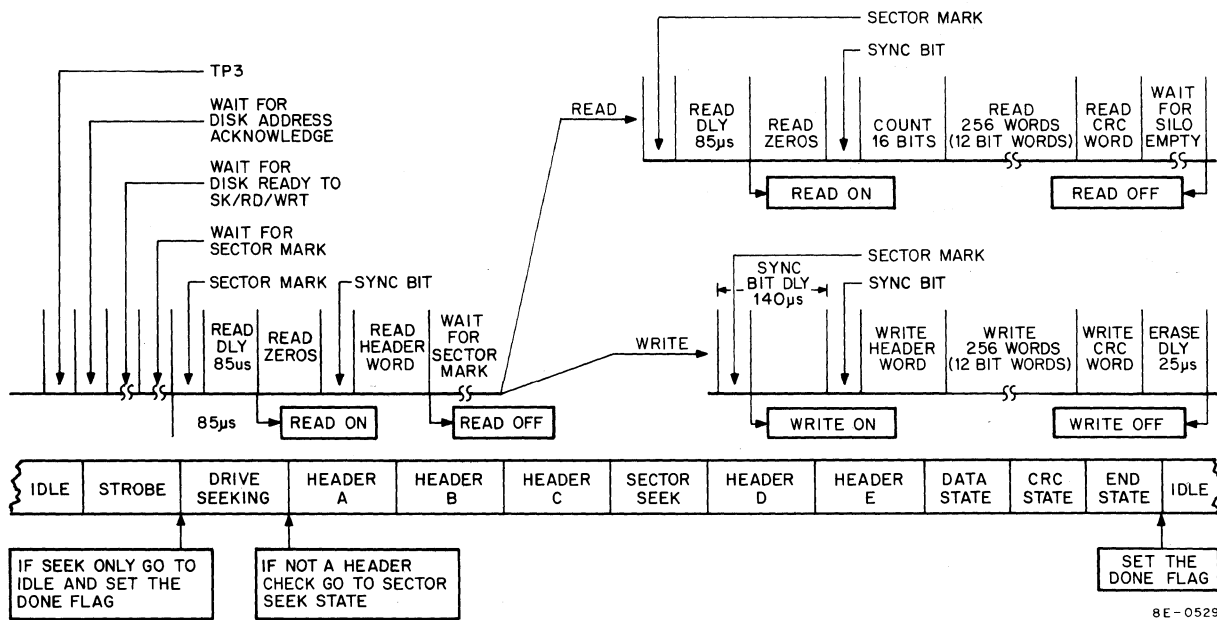 SECTOR MARK
SYNC BIT
TP3
WAIT FOR
DISK ADDRESS
ACKNOWLEDGE
WAIT FOR
DISK READY TO
SK/RD/WRT
WAIT FOR
SECTOR MARK
SECTOR MARK
SYNC BIT
READ
DLY
85µs
READ
ZEROS
READ
HEADER
WORD
WAIT
FOR
SECTOR
MARK
85µs
READ ON
READ OFF
READ
READ
DLY
85µs
READ
ZEROS
COUNT
16 BITS
READ
256 WORDS
(12 BIT WORDS)
READ
CRC
WORD
WAIT
FOR
SILO
EMPTY
READ ON
READ OFF
WRITE
SECTOR MARK
SYNC BIT
SYNC
BIT DLY
140µs
WRITE
HEADER
WORD
WRITE
256 WORDS
(12 BIT WORDS)
WRITE
CRC
WORD
ERASE
DLY
25µs
WRITE ON
WRITE OFF
IDLE
STROBE
DRIVE
SEEKING
HEADER
A
HEADER
B
HEADER
C
SECTOR
SEEK
HEADER
D
HEADER
E
DATA
STATE
CRC
STATE
END
STATE
IDLE
IF SEEK ONLY GO TO
IDLE AND SET THE
DONE FLAG
IF NOT A HEADER
CHECK GO TO SECTOR
SEEK STATE
SET THE
DONE FLAG
8E-0529